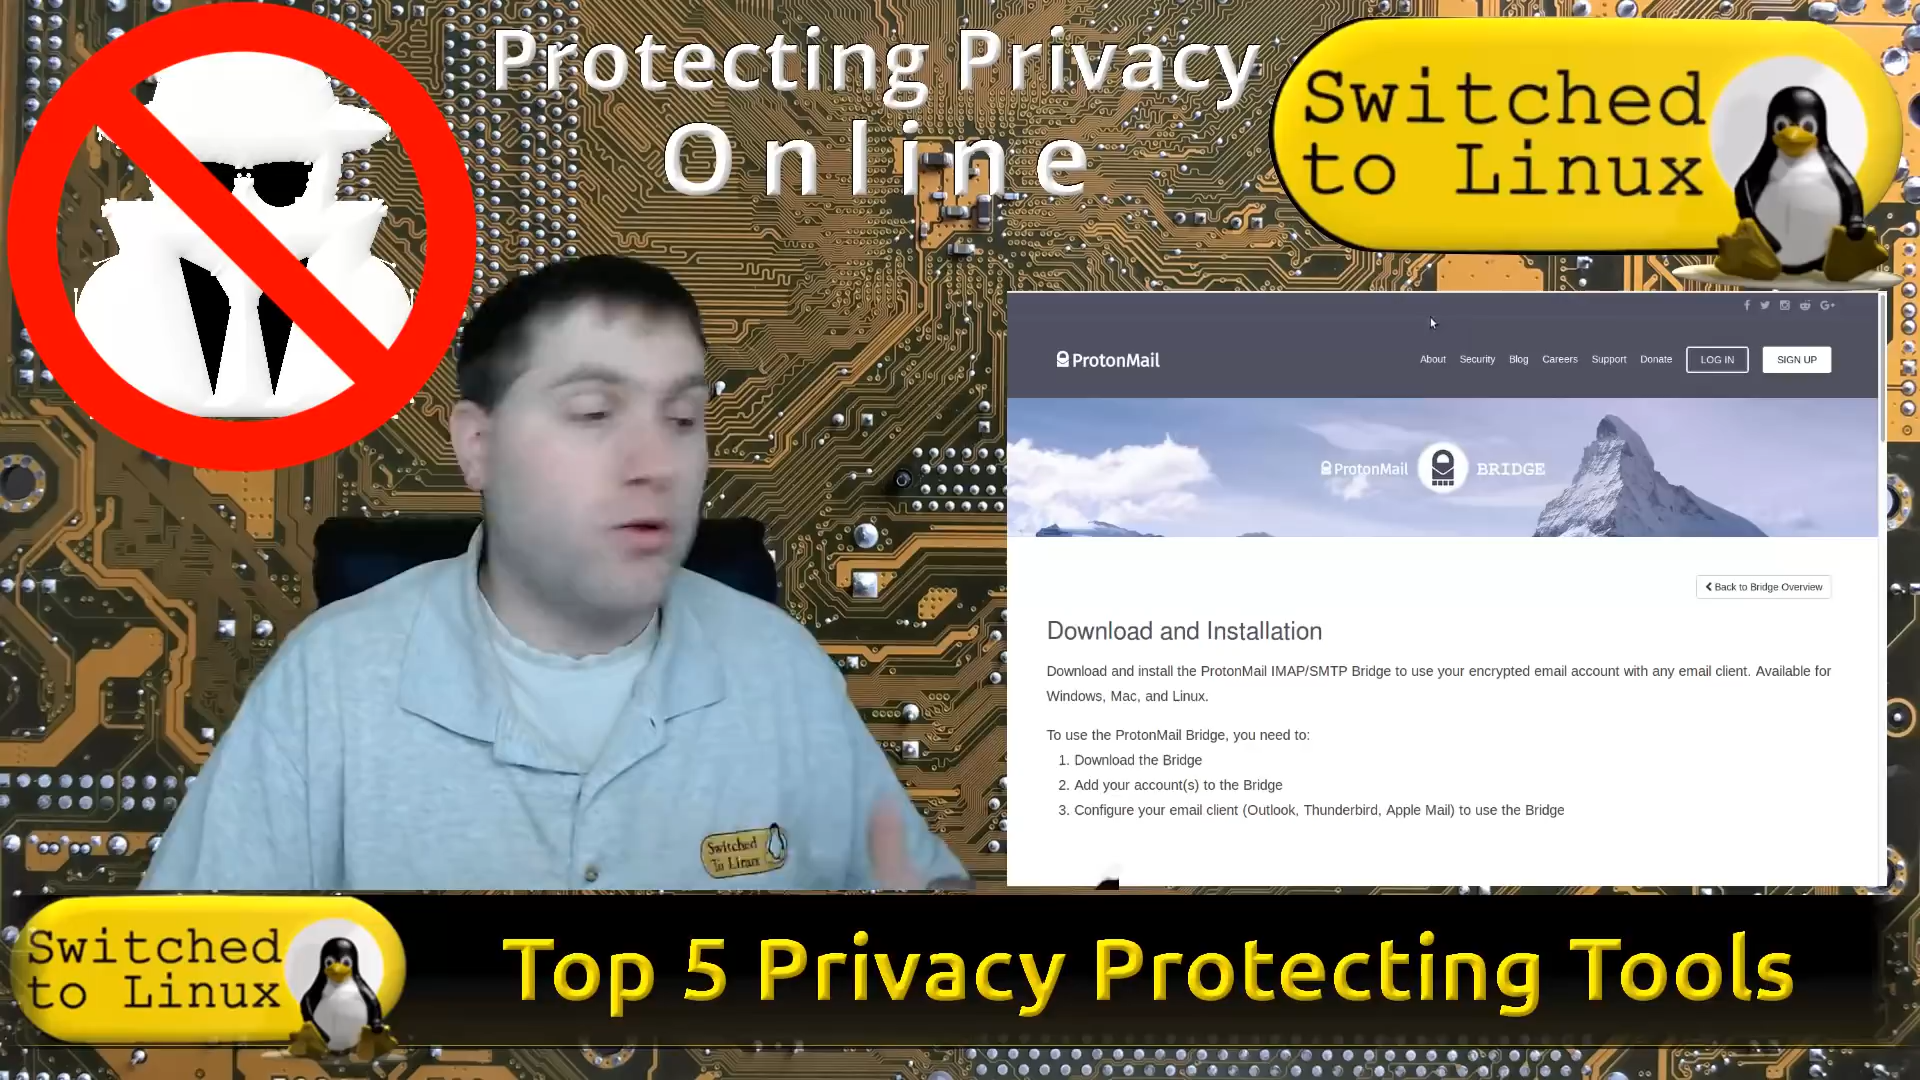 Protecting Privacy
Online
Switched
to Linux
ProtonMail
About Security Blog Careers Support Donate LOG IN SIGN UP
ProtonMail BRIDGE
Back to Bridge Overview
Download and Installation
Download and install the ProtonMail IMAP/SMTP Bridge to use your encrypted email account with any email client. Available for
Windows, Mac, and Linux.
To use the ProtonMail Bridge, you need to:
1. Download the Bridge
2. Add your account(s) to the Bridge
3. Configure your email client (Outlook, Thunderbird, Apple Mail) to use the Bridge
Switched
To Linux
Switched
to Linux
Top 5 Privacy Protecting Tools